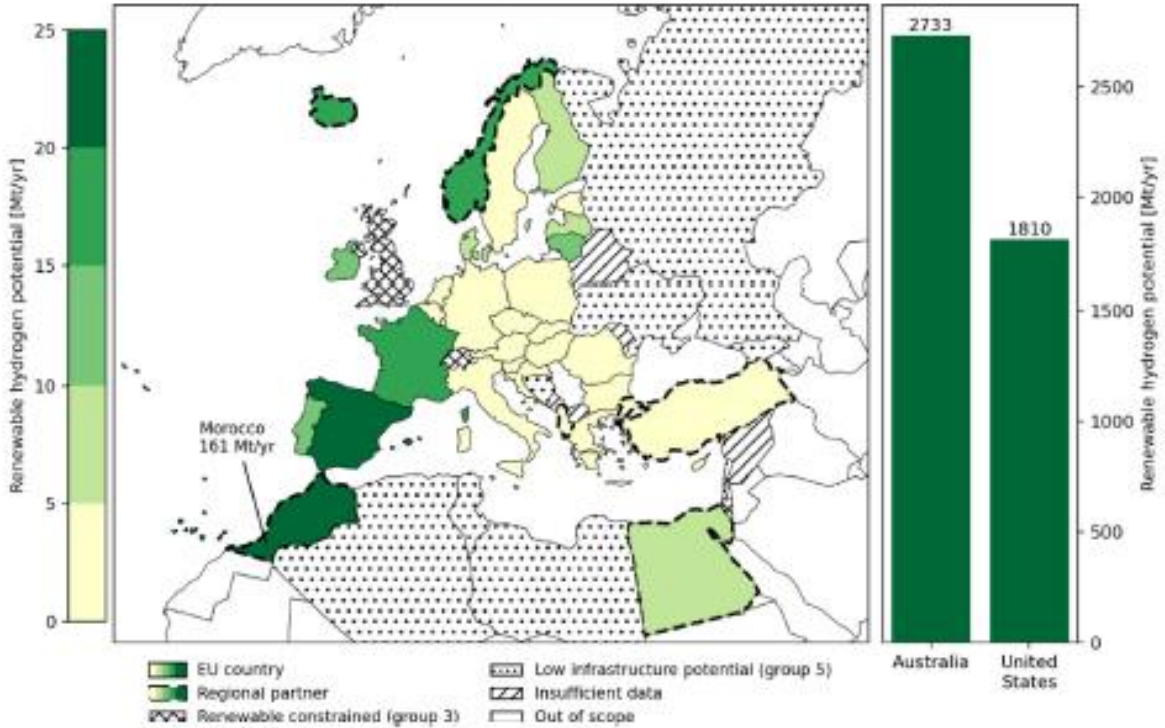 Renewable hydrogen potential [Mt/yr]
25
20
15
10
5
0
Morocco
161 Mt/yr
2733
1810
2500
2000
1500
1000
500
0
Renewable hydrogen potential [Mt/yr]
Australia
United
States
EU country
Regional partner
Renewable constrained (group 3)
Low infrastructure potential (group 5)
Insufficient data
Out of scope